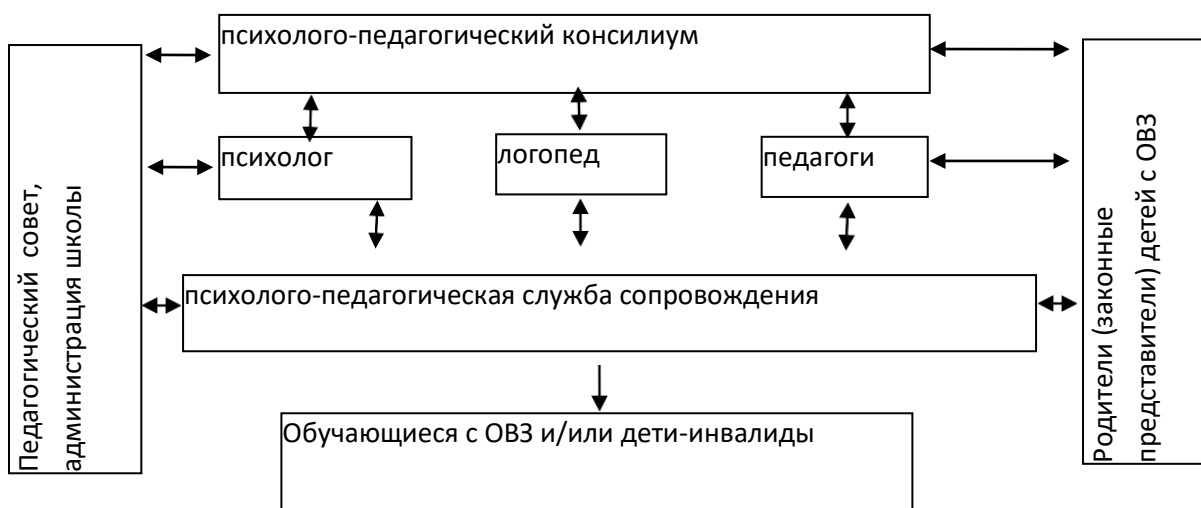 психолого-педагогический консилиум
психолог
логопед
педагоги
психолого-педагогическая служба сопровождения
Обучающиеся с ОВЗ и/или дети-инвалиды
Педагогический совет,
администрация школы
Родители (законные
представители) детей с ОВЗ